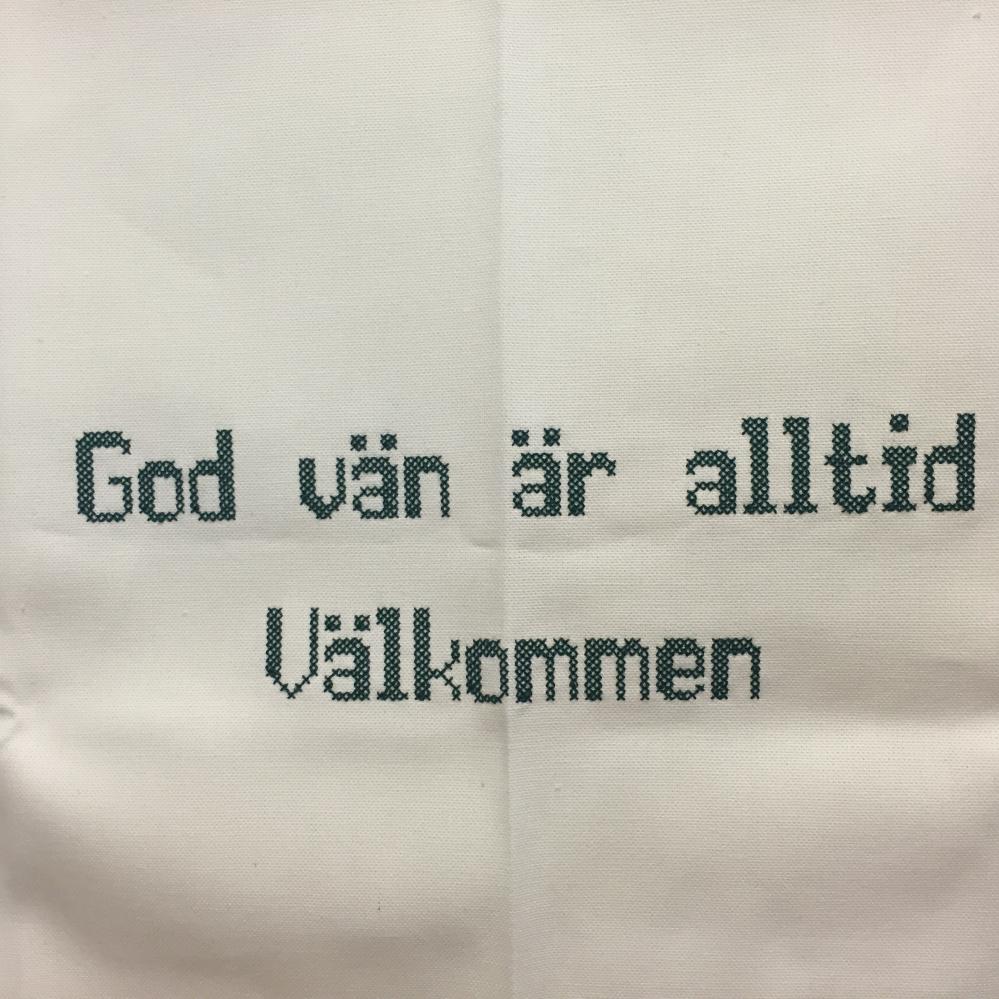 God vän är alltid
Välkommen